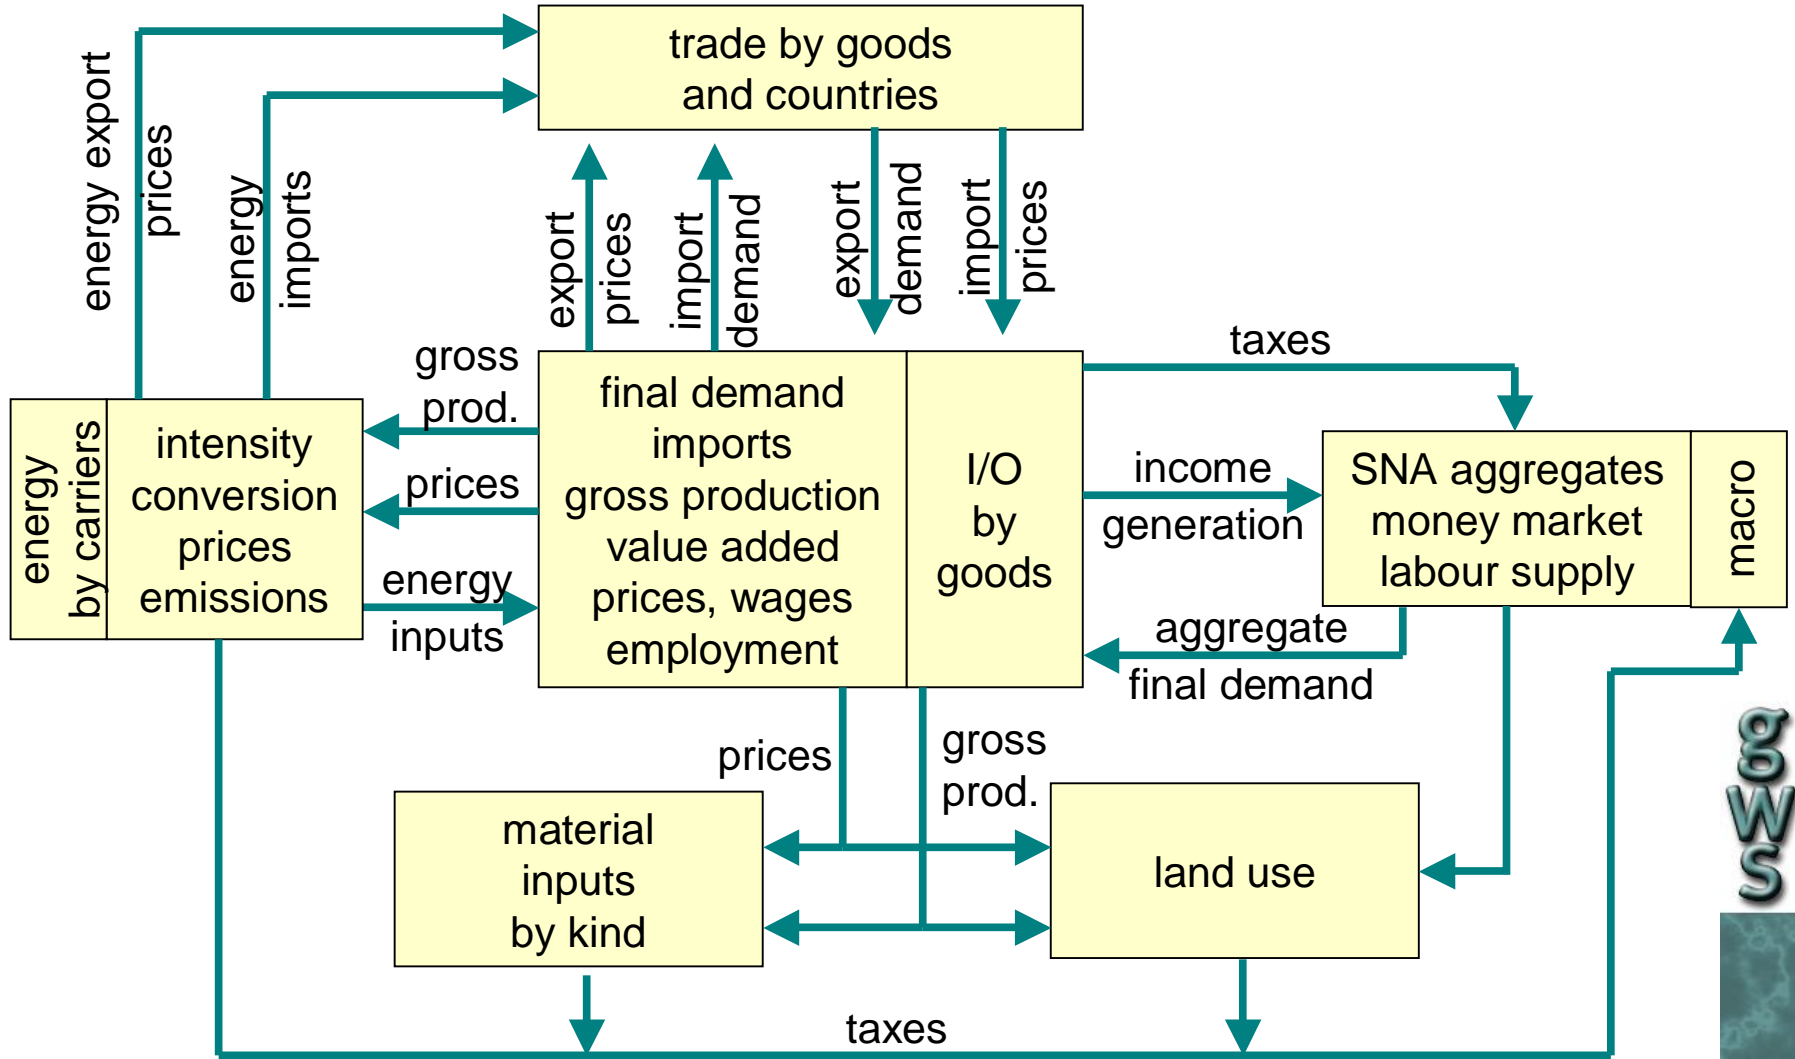 trade by goods
and countries
energy export
prices
energy
imports
export
prices
import
demand
export
demand
import
prices
gross
prod.
prices
energy
inputs
energy
by carriers
intensity
conversion
prices
emissions
final demand
imports
gross production
value added
prices, wages
employment
I/O
by
goods
taxes
income
generation
aggregate
final demand
SNA aggregates
money market
labour supply
macro
prices
gross
prod.
material
inputs
by kind
land use
taxes
gWS